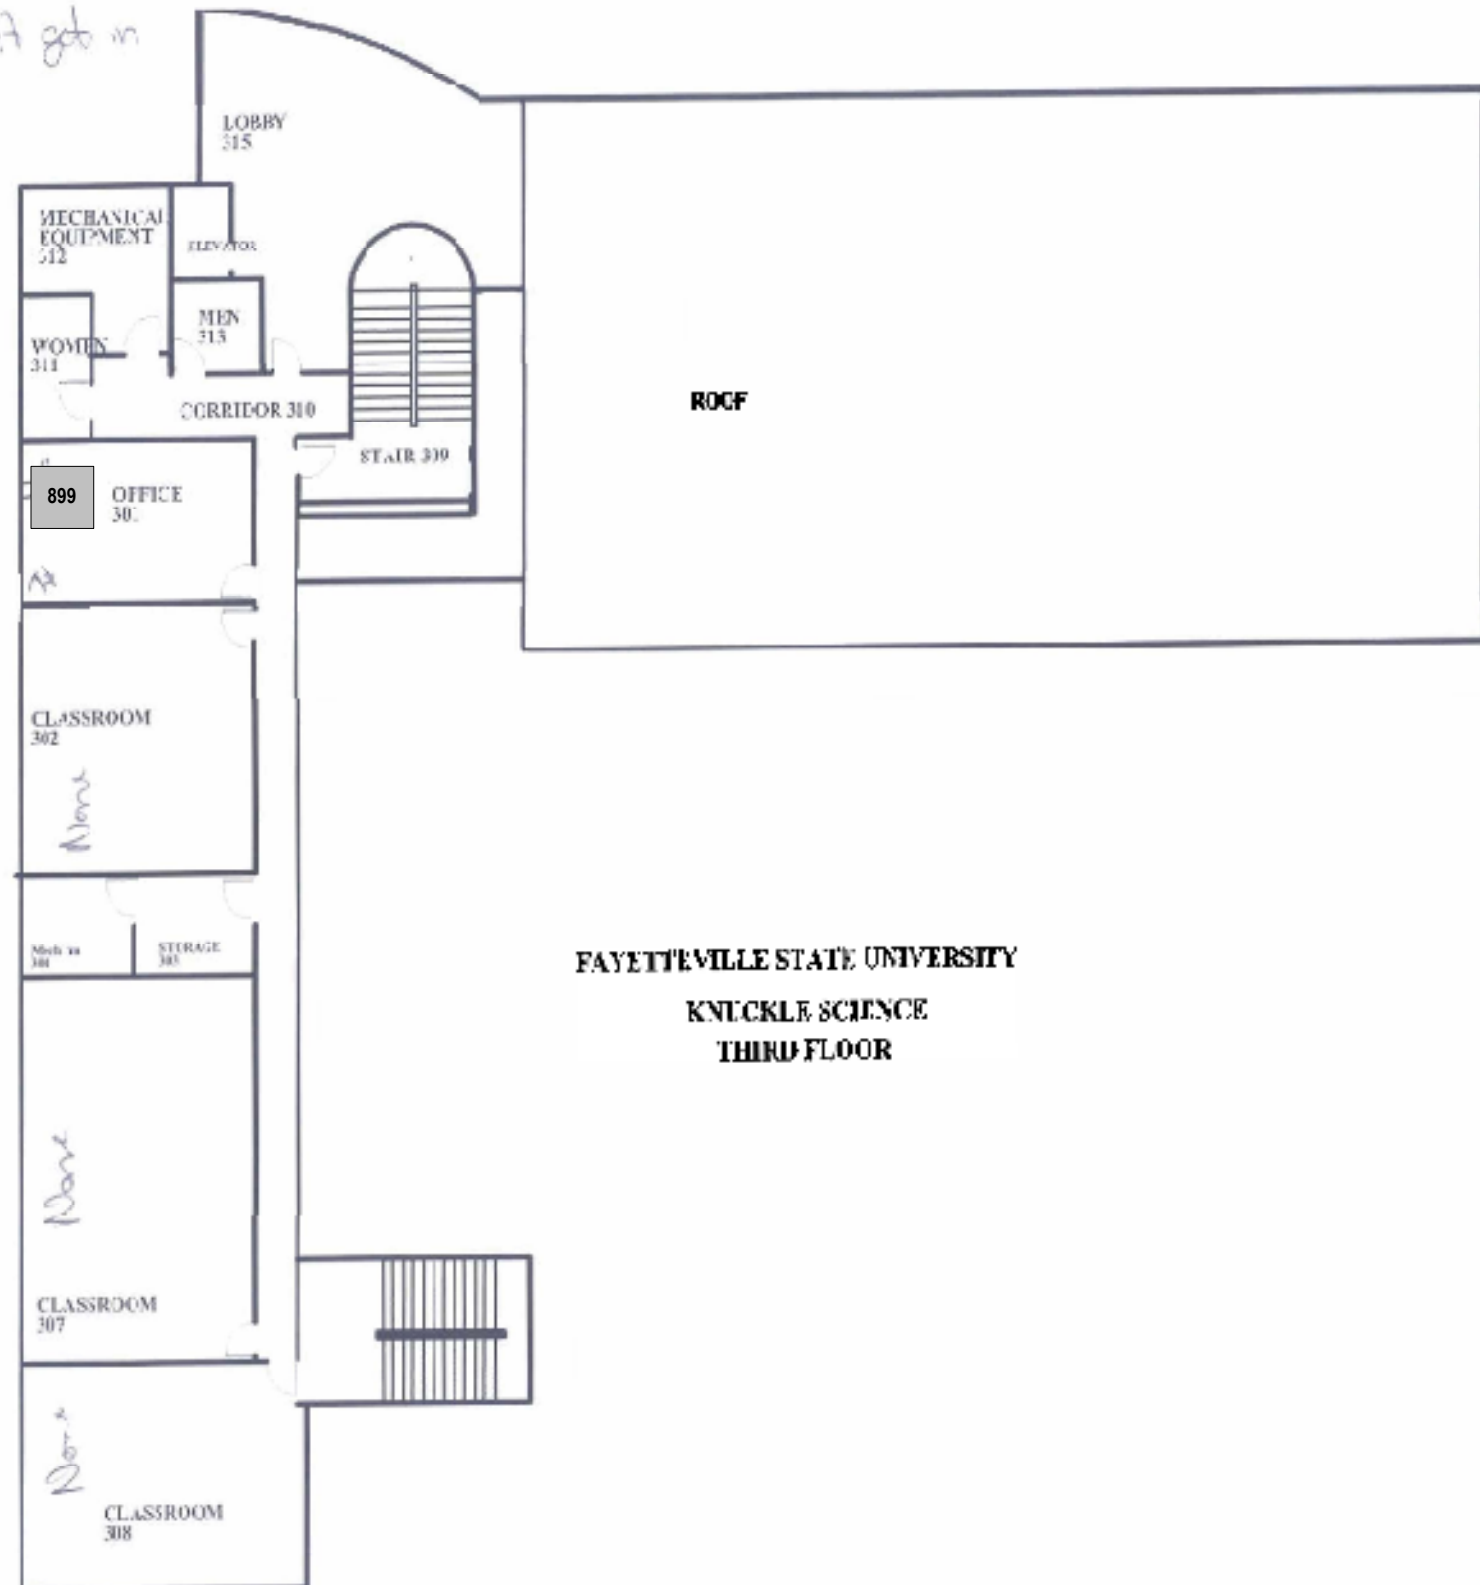 got in
LOBBY
315
MECHANICAL
EQUIPMENT
312
ELEVATOR
MEN
313
WOMEN
311
CORRIDOR 310
STAIR 309
ROOF
899
OFFICE
301
CLASSROOM
302
None
STORAGE
FAYETTEVILLE STATE UNIVERSITY
KNUCKLE SCIENCE
THIRD FLOOR
None
CLASSROOM
307
None
CLASSROOM
308